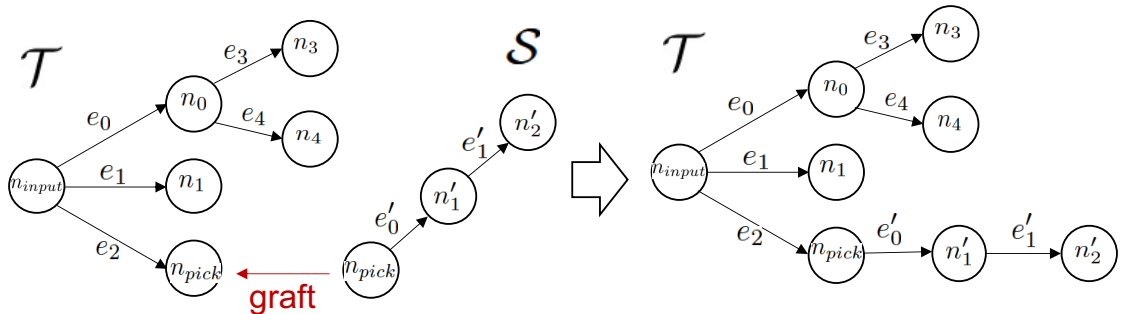 𝒯
e₃
n₃
n₀
e₀
e₄
n₄
n_input
e₁
n₁
e₂
n_pick
graft
𝒮
n′₂
e′₁
n′₁
e′₀
n_pick
𝒯
e₃
n₃
n₀
e₀
e₄
n₄
n_input
e₁
n₁
e₂
n_pick
e′₀
n′₁
e′₁
n′₂